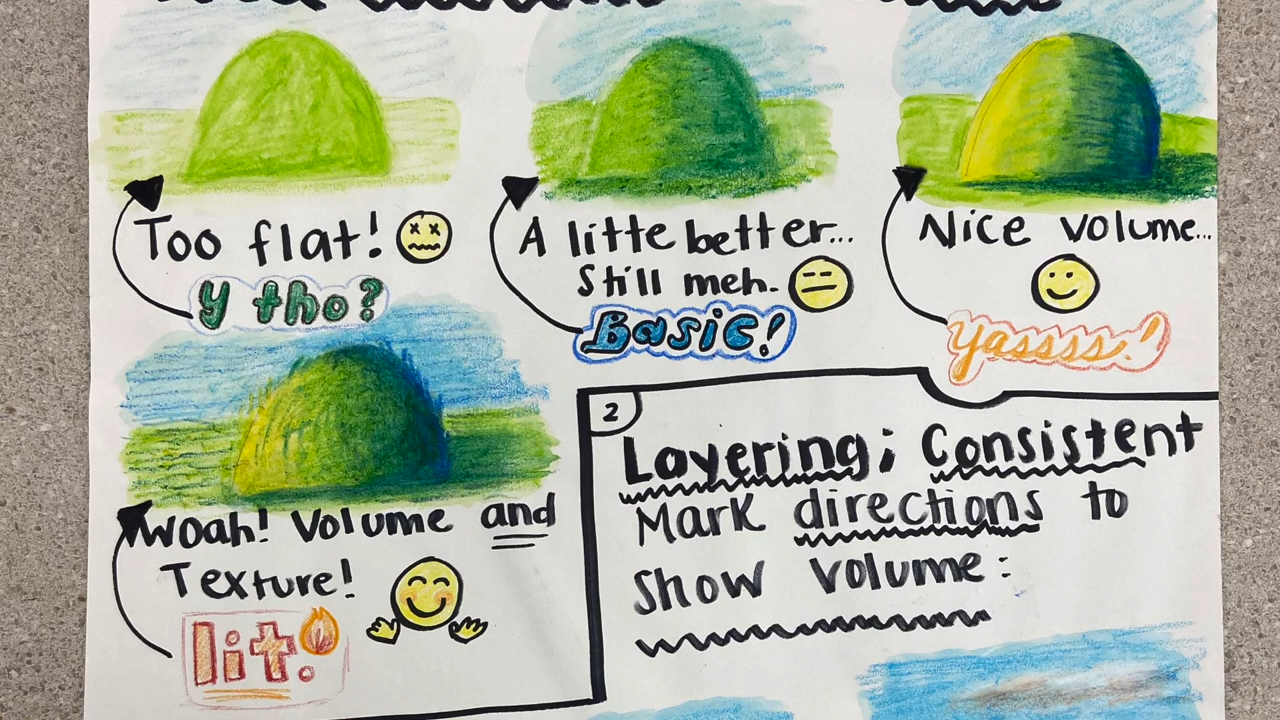 Too flat!
y tho?
A litte better...
Still meh.
Basic!
Nice volume...
yassss!
Woah! Volume and
Texture!
lit!
2
Layering; Consistent
Mark directions to
Show Volume: